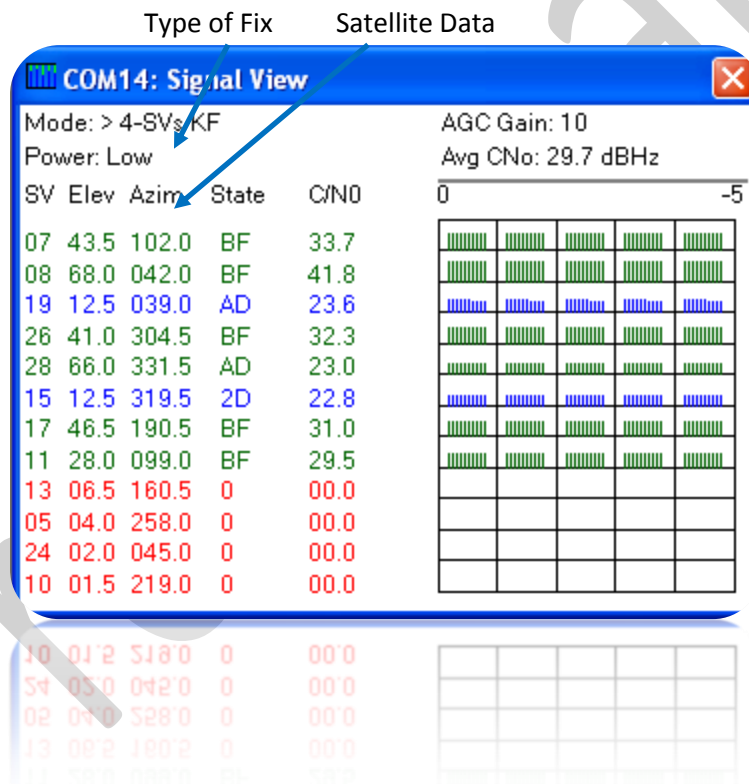 Type of Fix Satellite Data
COM14: Signal View
Mode: > 4-SVs KF AGC Gain: 10
Power: Low Avg CNo: 29.7 dBHz
SV Elev Azim State C/N0 0 -5
07 43.5 102.0 BF 33.7
08 68.0 042.0 BF 41.8
19 12.5 039.0 AD 23.6
26 41.0 304.5 BF 32.3
28 66.0 331.5 AD 23.0
15 12.5 319.5 2D 22.8
17 46.5 190.5 BF 31.0
11 28.0 099.0 BF 29.5
13 06.5 160.5 0 00.0
05 04.0 258.0 0 00.0
24 02.0 045.0 0 00.0
10 01.5 219.0 0 00.0